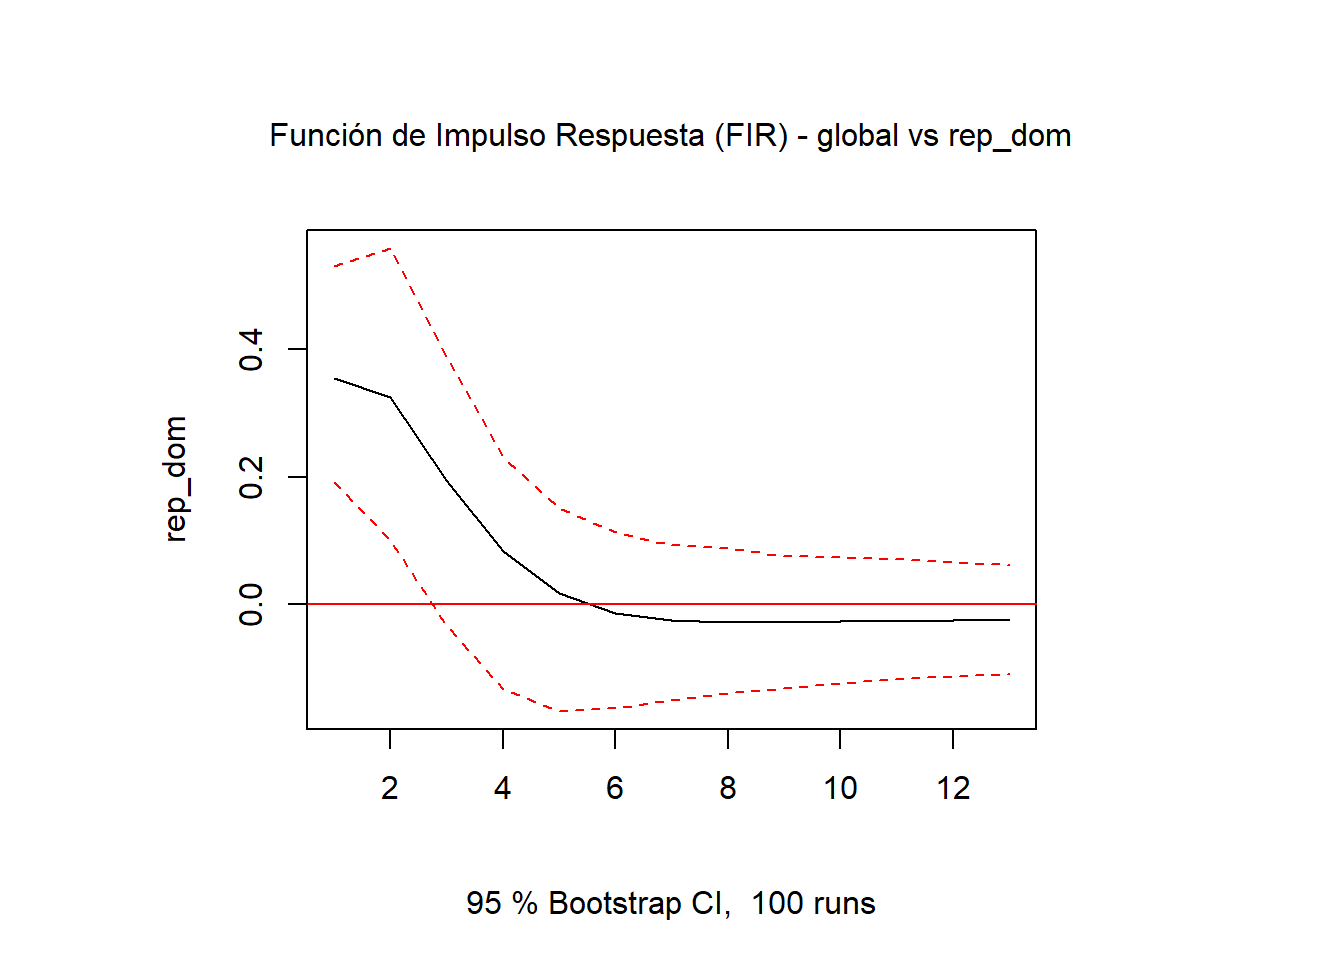 Función de Impulso Respuesta (FIR) - global vs rep_dom
rep_dom
0.4
0.2
0.0
2 4 6 8 10 12
95 % Bootstrap CI,  100 runs